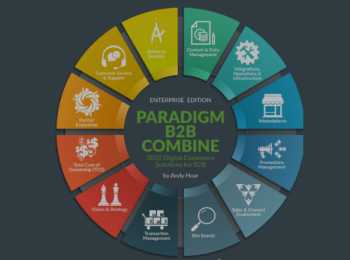 ENTERPRISE EDITION
PARADIGM
B2B
COMBINE
2022 Digital Commerce
Solutions for B2B
by Andy Hoar
Content & Data
Management
Integrations,
Operations &
Infrastructure
Marketplaces
Promotions
Management
Sales & Channel
Enablement
Site Search
Transaction
Management
Vision & Strategy
Total Cost of
Ownership (TCO)
Partner
Ecosystem
Customer Service
& Support